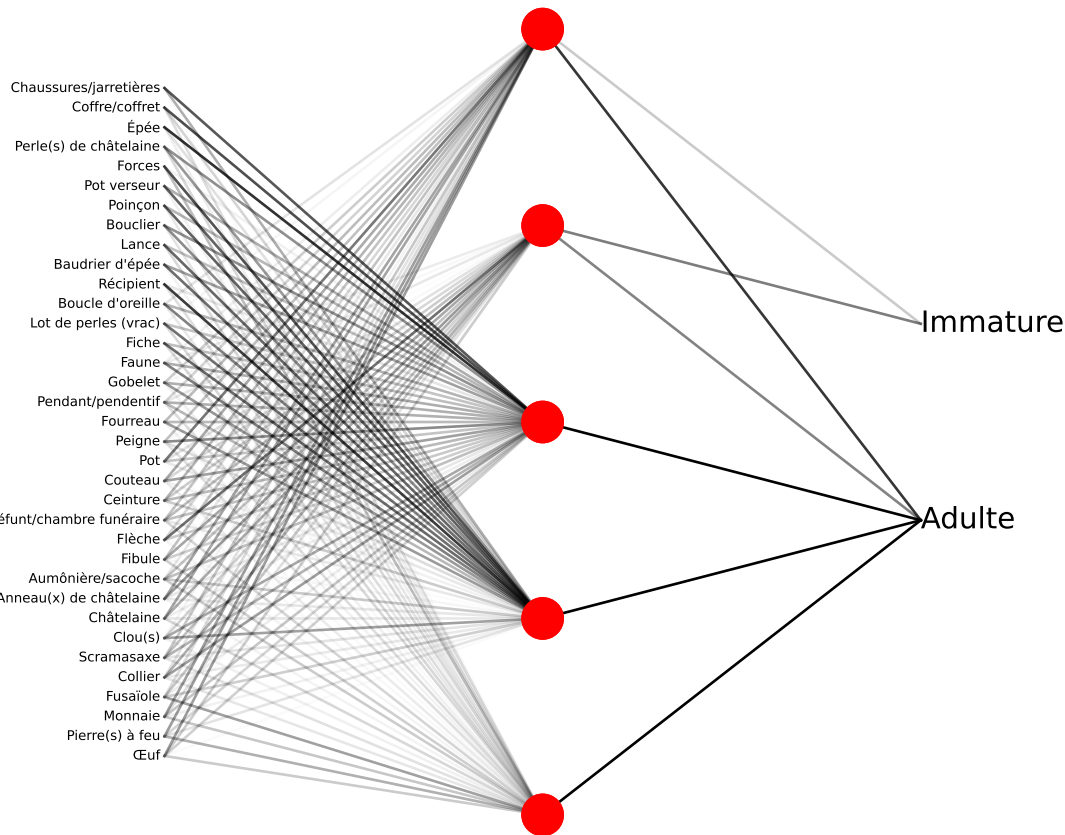 Chaussures/jarretières
Coffre/coffret
Épée
Perle(s) de châtelaine
Forces
Pot verseur
Poinçon
Bouclier
Lance
Baudrier d'épée
Récipient
Boucle d'oreille
Lot de perles (vrac)
Fiche
Faune
Gobelet
Pendant/pendentif
Fourreau
Peigne
Pot
Couteau
Ceinture
éfunt/chambre funéraire
Flèche
Fibule
Aumônière/sacoche
Anneau(x) de châtelaine
Châtelaine
Clou(s)
Scramasaxe
Collier
Fusaïole
Monnaie
Pierre(s) à feu
Œuf
Immature
Adulte